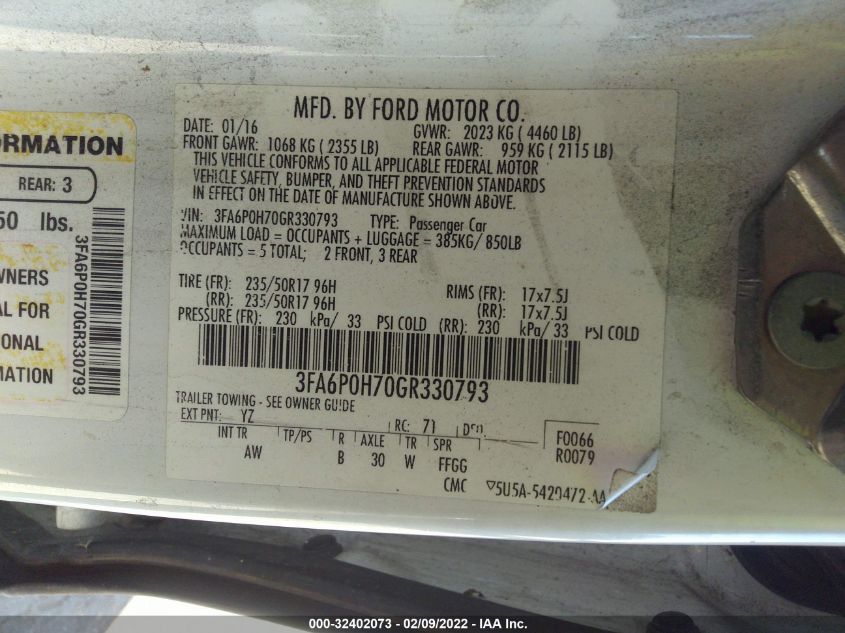 ORMATION
REAR: 3
50 lbs.
WNERS
AL FOR
ONAL
MATION
3FA6P0H70GR330793
MFD. BY FORD MOTOR CO.
DATE: 01/16 GVWR: 2023 KG ( 4460 LB)
FRONT GAWR: 1068 KG ( 2355 LB) REAR GAWR: 959 KG ( 2115 LB)
THIS VEHICLE CONFORMS TO ALL APPLICABLE FEDERAL MOTOR
VEHICLE SAFETY, BUMPER, AND THEFT PREVENTION STANDARDS
IN EFFECT ON THE DATE OF MANUFACTURE SHOWN ABOVE.
VIN: 3FA6P0H70GR330793 TYPE: Passenger Car
MAXIMUM LOAD = OCCUPANTS + LUGGAGE = 385KG/ 850LB
OCCUPANTS = 5 TOTAL; 2 FRONT, 3 REAR
TIRE (FR): 235/50R17 96H RIMS (FR): 17x7.5J
(RR): 235/50R17 96H (RR): 17x7.5J
PRESSURE (FR): 230 kPa/ 33 PSI COLD (RR): 230 kPa/ 33 PSI COLD
3FA6P0H70GR330793
TRAILER TOWING - SEE OWNER GUIDE
EXT PNT: YZ RC: 71 DSO: F0066
INT TR TP/PS R AXLE TR SPR R0079
AW B 30 W FFGG
CMC ▽5U5A-5420472-AA
000-32402073 - 02/09/2022 - IAA Inc.